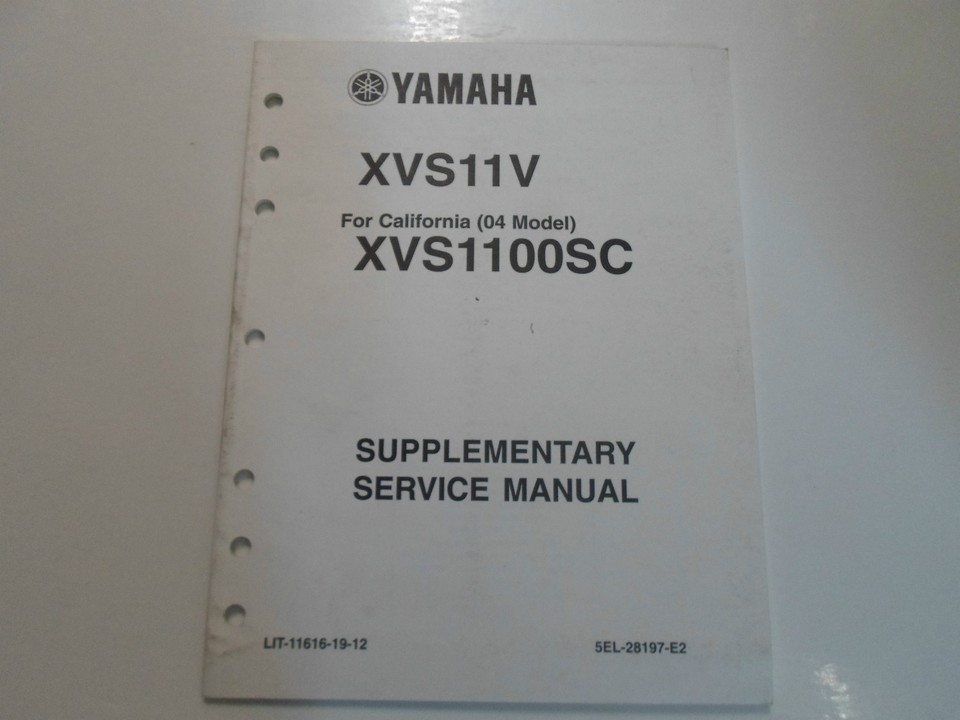 YAMAHA
XVS11V
For California (04 Model)
XVS1100SC
SUPPLEMENTARY
SERVICE MANUAL
LIT-11616-19-12 5EL-28197-E2